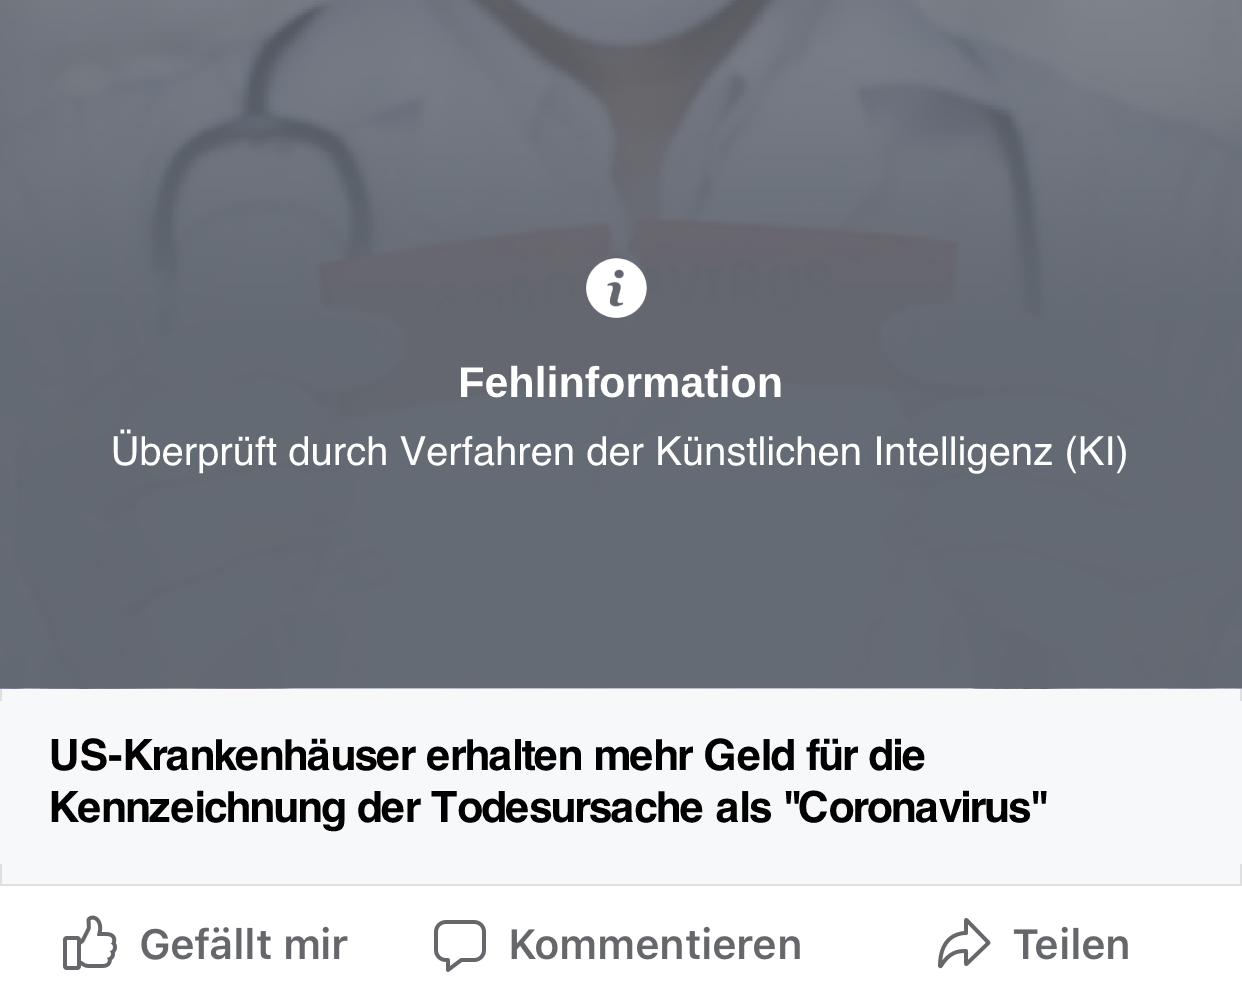 Fehlinformation
Überprüft durch Verfahren der Künstlichen Intelligenz (KI)
US-Krankenhäuser erhalten mehr Geld für die
Kennzeichnung der Todesursache als "Coronavirus"
Gefällt mir Kommentieren Teilen